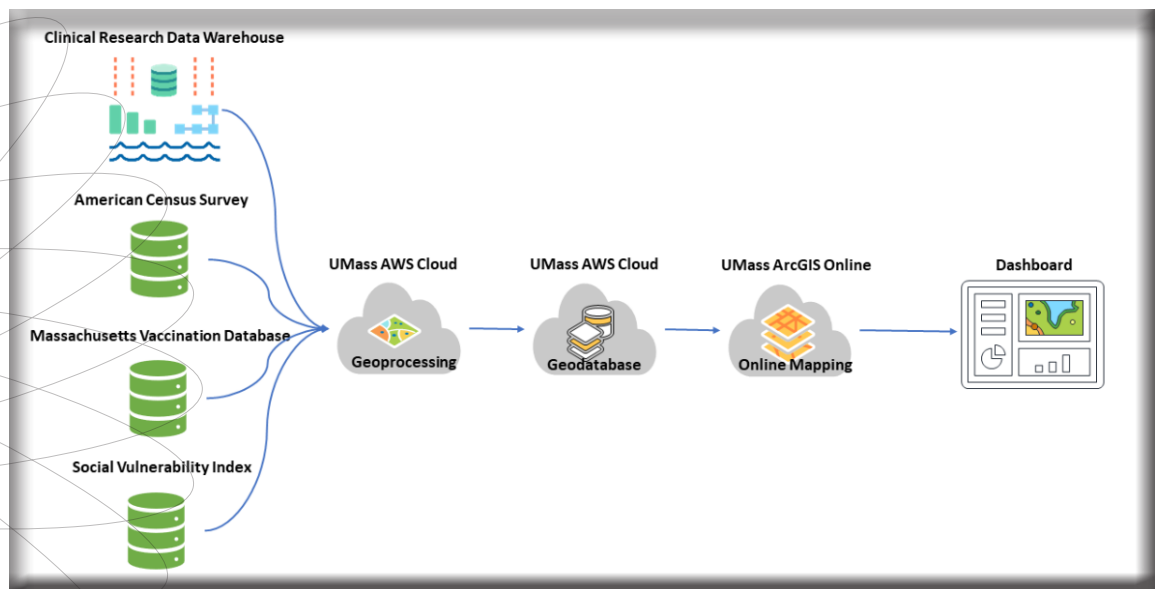 Clinical Research Data Warehouse
American Census Survey
Massachusetts Vaccination Database
Social Vulnerability Index
UMass AWS Cloud
Geoprocessing
UMass AWS Cloud
Geodatabase
UMass ArcGIS Online
Online Mapping
Dashboard